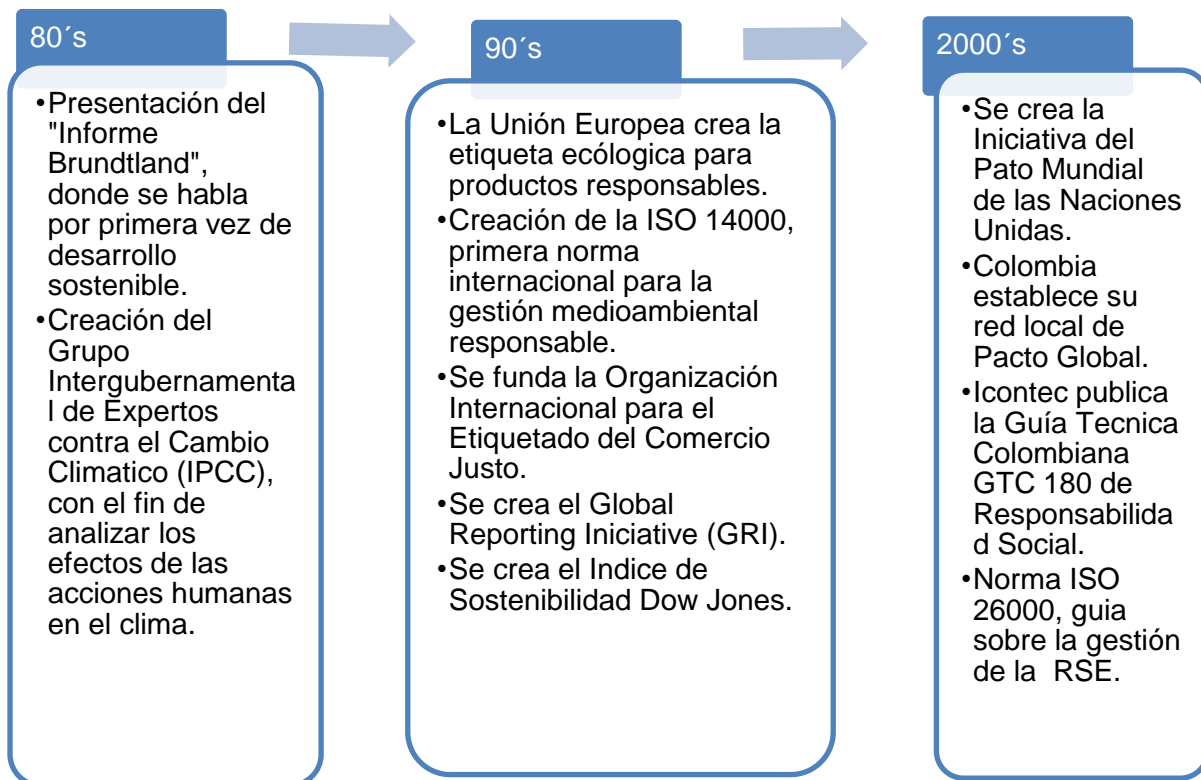 80´s
•Presentación del
"Informe
Brundtland",
donde se habla
por primera vez de
desarrollo
sostenible.
•Creación del
Grupo
Intergubernamenta
l de Expertos
contra el Cambio
Climatico (IPCC),
con el fin de
analizar los
efectos de las
acciones humanas
en el clima.
90´s
•La Unión Europea crea la
etiqueta ecólogica para
productos responsables.
•Creación de la ISO 14000,
primera norma
internacional para la
gestión medioambiental
responsable.
•Se funda la Organización
Internacional para el
Etiquetado del Comercio
Justo.
•Se crea el Global
Reporting Iniciative (GRI).
•Se crea el Indice de
Sostenibilidad Dow Jones.
2000´s
•Se crea la
Iniciativa del
Pato Mundial
de las Naciones
Unidas.
•Colombia
establece su
red local de
Pacto Global.
•Icontec publica
la Guía Tecnica
Colombiana
GTC 180 de
Responsabilida
d Social.
•Norma ISO
26000, guia
sobre la gestión
de la  RSE.